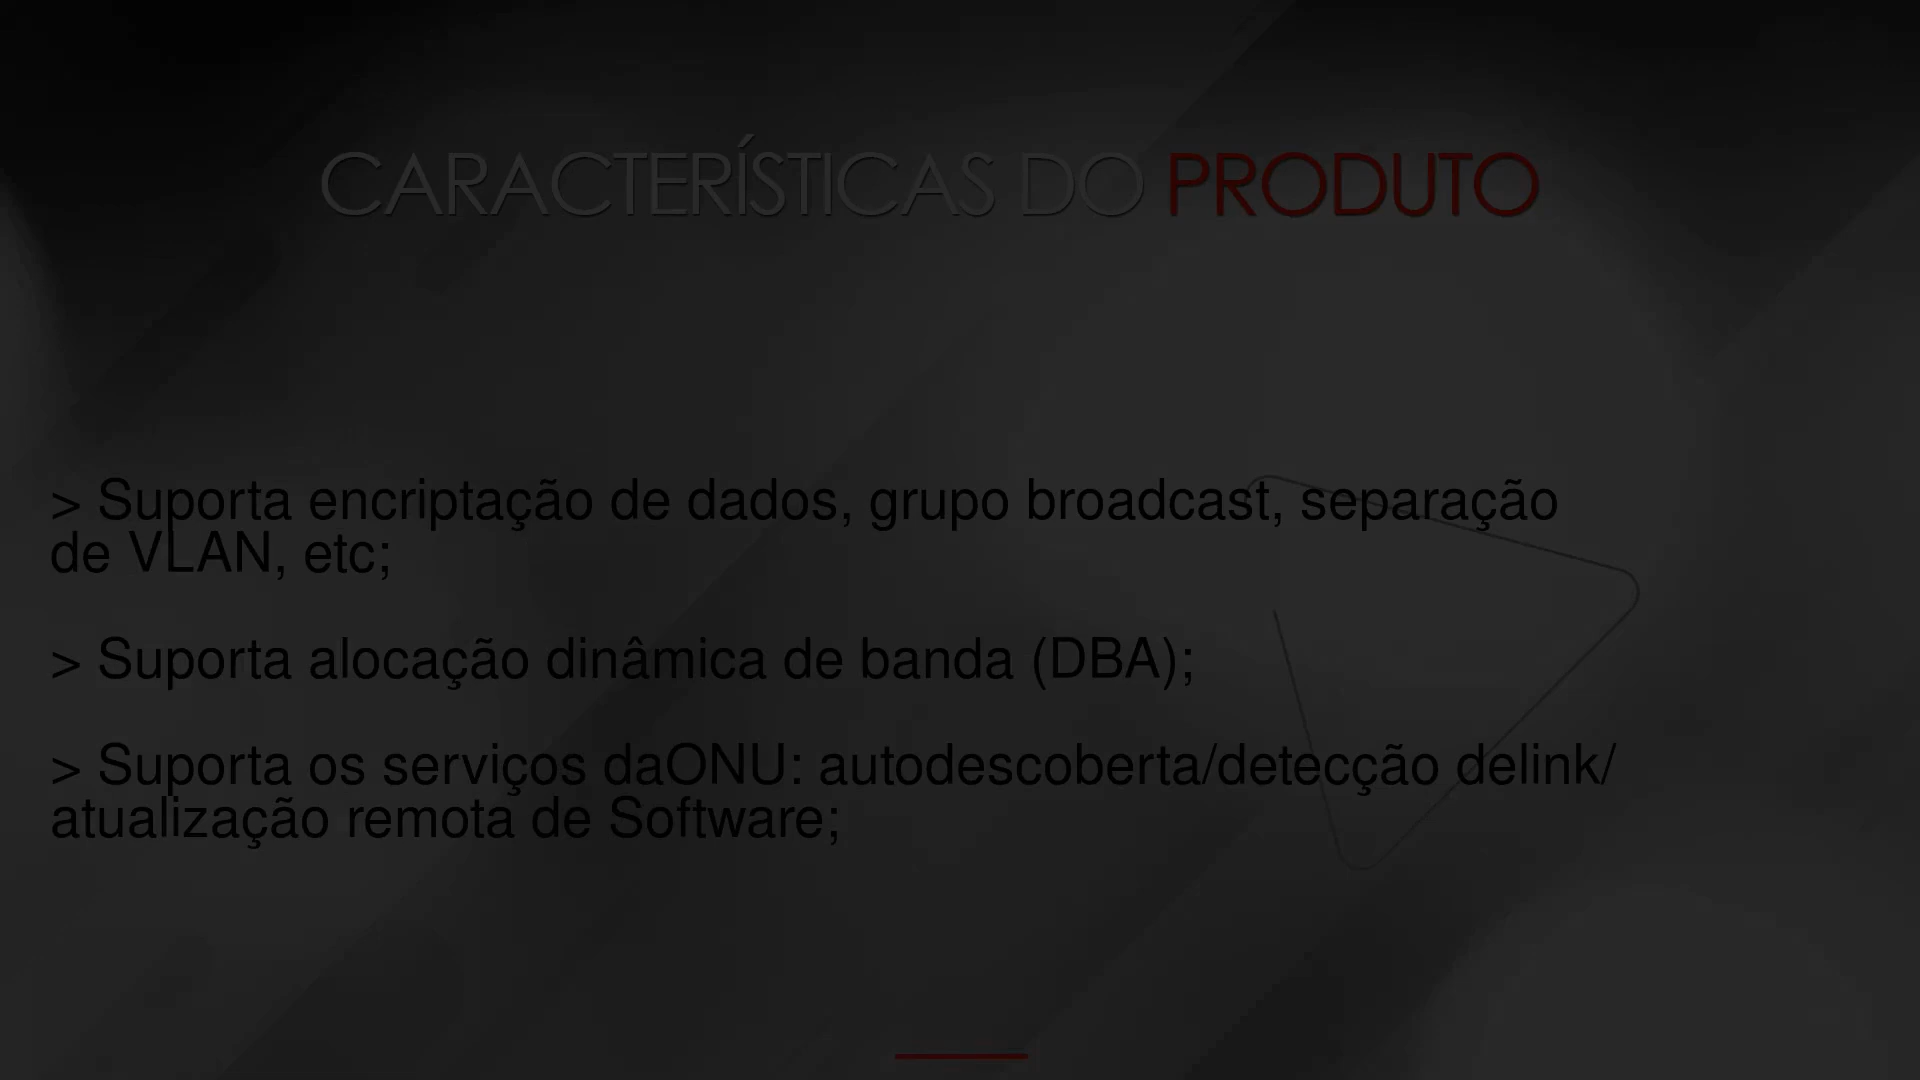 CARACTERÍSTICAS DO PRODUTO
> Suporta encriptação de dados, grupo broadcast, separação
de VLAN, etc;
> Suporta alocação dinâmica de banda (DBA);
> Suporta os serviços daONU: autodescoberta/detecção delink/
atualização remota de Software;